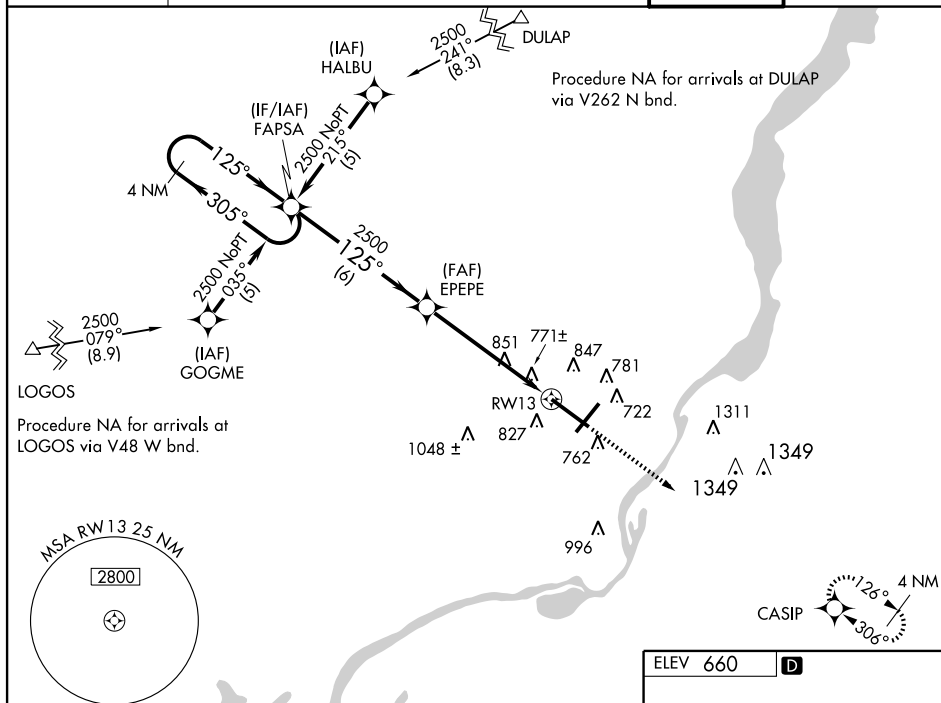 2500
241°
(8.3)
DULAP
(IAF)
HALBU
Procedure NA for arrivals at DULAP
via V262 N bnd.
(IF/IAF)
FAPSA
2500 NoPT
215°
(5)
125°
4 NM
305°
2500
125°
(6)
2500 NoPT
035°
(5)
(FAF)
EPEPE
2500
079°
(8.9)
(IAF)
GOGME
LOGOS
851
771±
847
781
RW13
722
Procedure NA for arrivals at
LOGOS via V48 W bnd.
827
1311
1048 ±
762
1349
1349
996
MSA RW13 25 NM
2800
126°
4 NM
CASIP
306°
ELEV 660
D